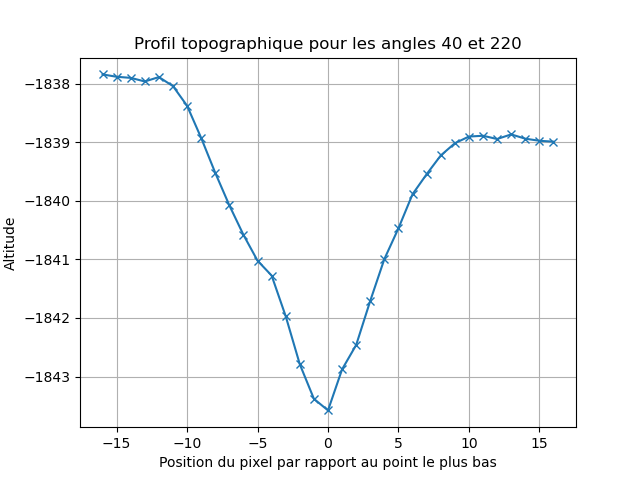 Profil topographique pour les angles 40 et 220
−1838
−1839
−1840
−1841
−1842
−1843
Altitude
−15 −10 −5 0 5 10 15
Position du pixel par rapport au point le plus bas